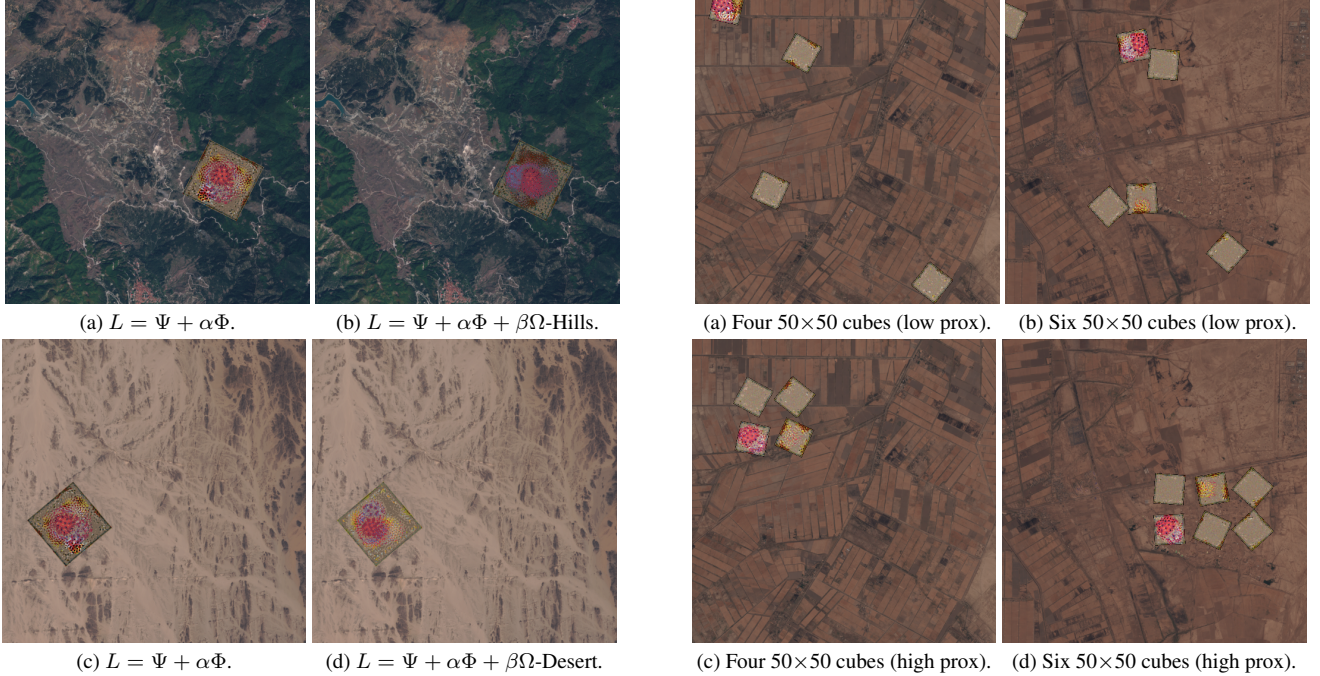 (a) L = Ψ + αΦ.
(b) L = Ψ + αΦ + βΩ-Hills.
(a) Four 50×50 cubes (low prox).
(b) Six 50×50 cubes (low prox).
(c) L = Ψ + αΦ.
(d) L = Ψ + αΦ + βΩ-Desert.
(c) Four 50×50 cubes (high prox).
(d) Six 50×50 cubes (high prox).